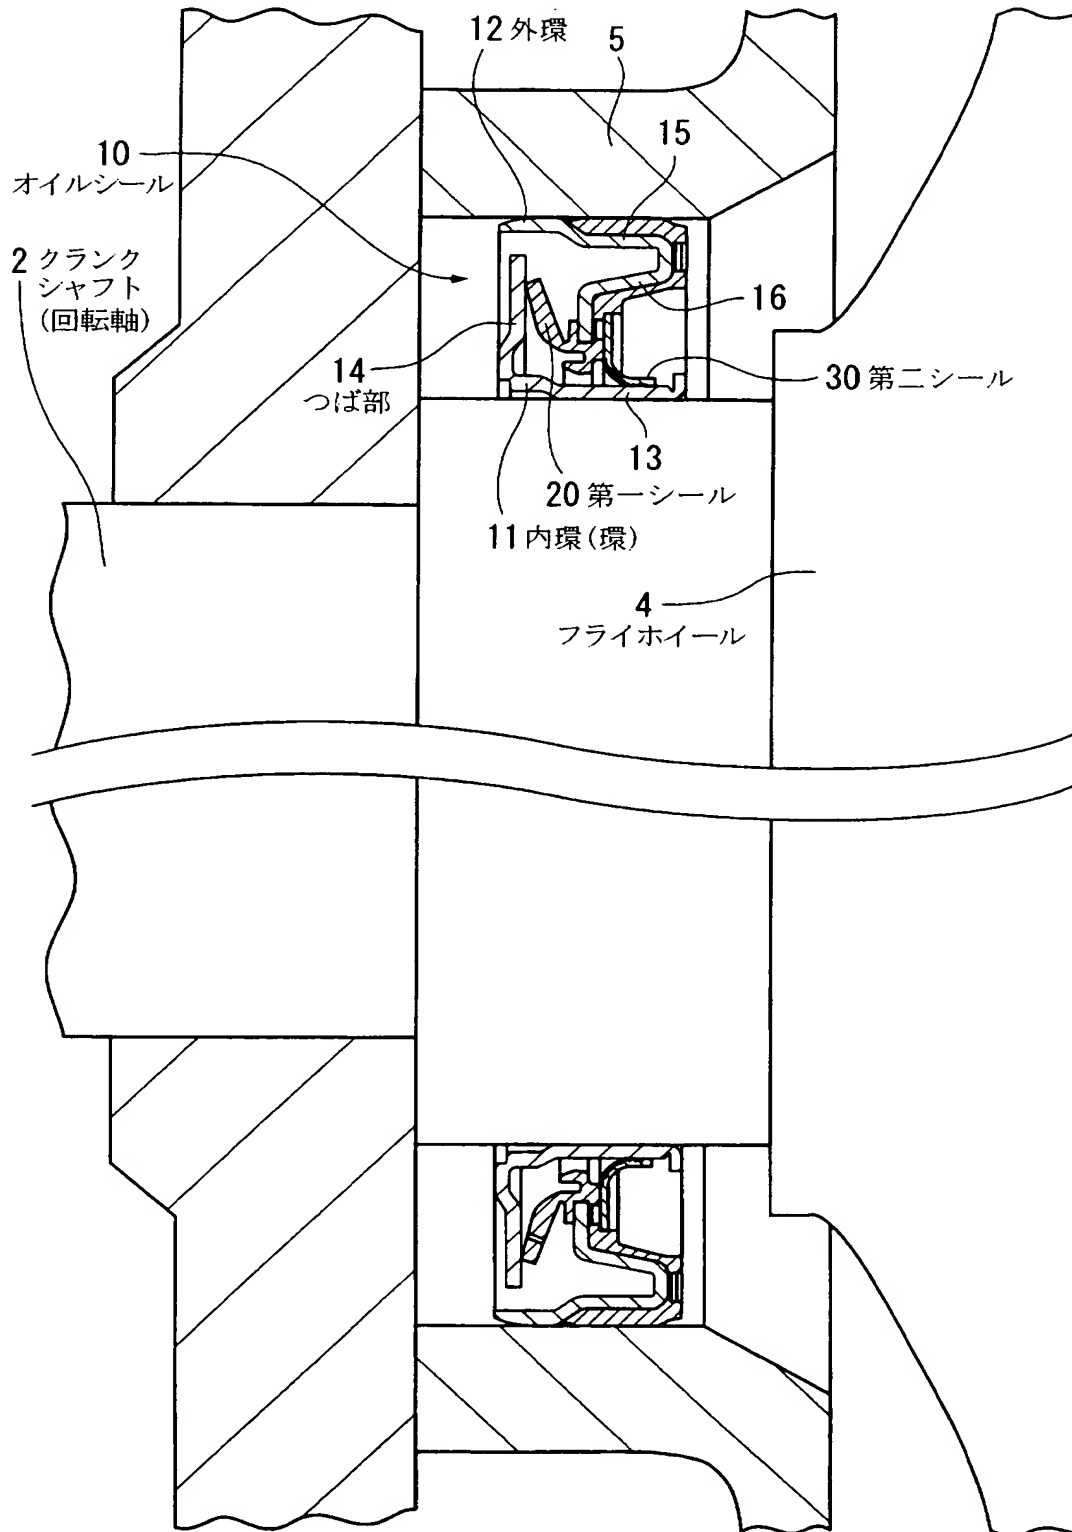 12 外環
5
15
10
オイルシール
2 クランク
シャフト
(回転軸)
16
14
つば部
30 第二シール
13
20 第一シール
11 内環(環)
4
フライホイール